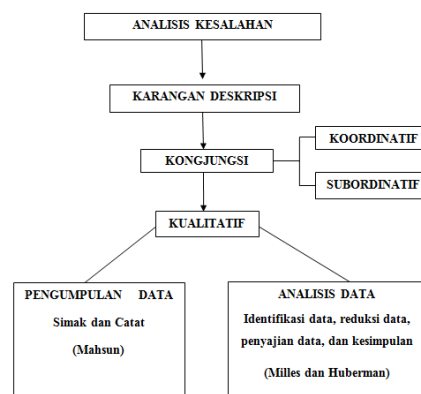 ANALISIS KESALAHAN
KARANGAN DESKRIPSI
KONGJUNGSI
KOORDINATIF
SUBORDINATIF
KUALITATIF
PENGUMPULAN DATA
Simak dan Catat
(Mahsun)
ANALISIS DATA
Identifikasi data, reduksi data,
penyajian data, dan kesimpulan
(Milles dan Huberman)